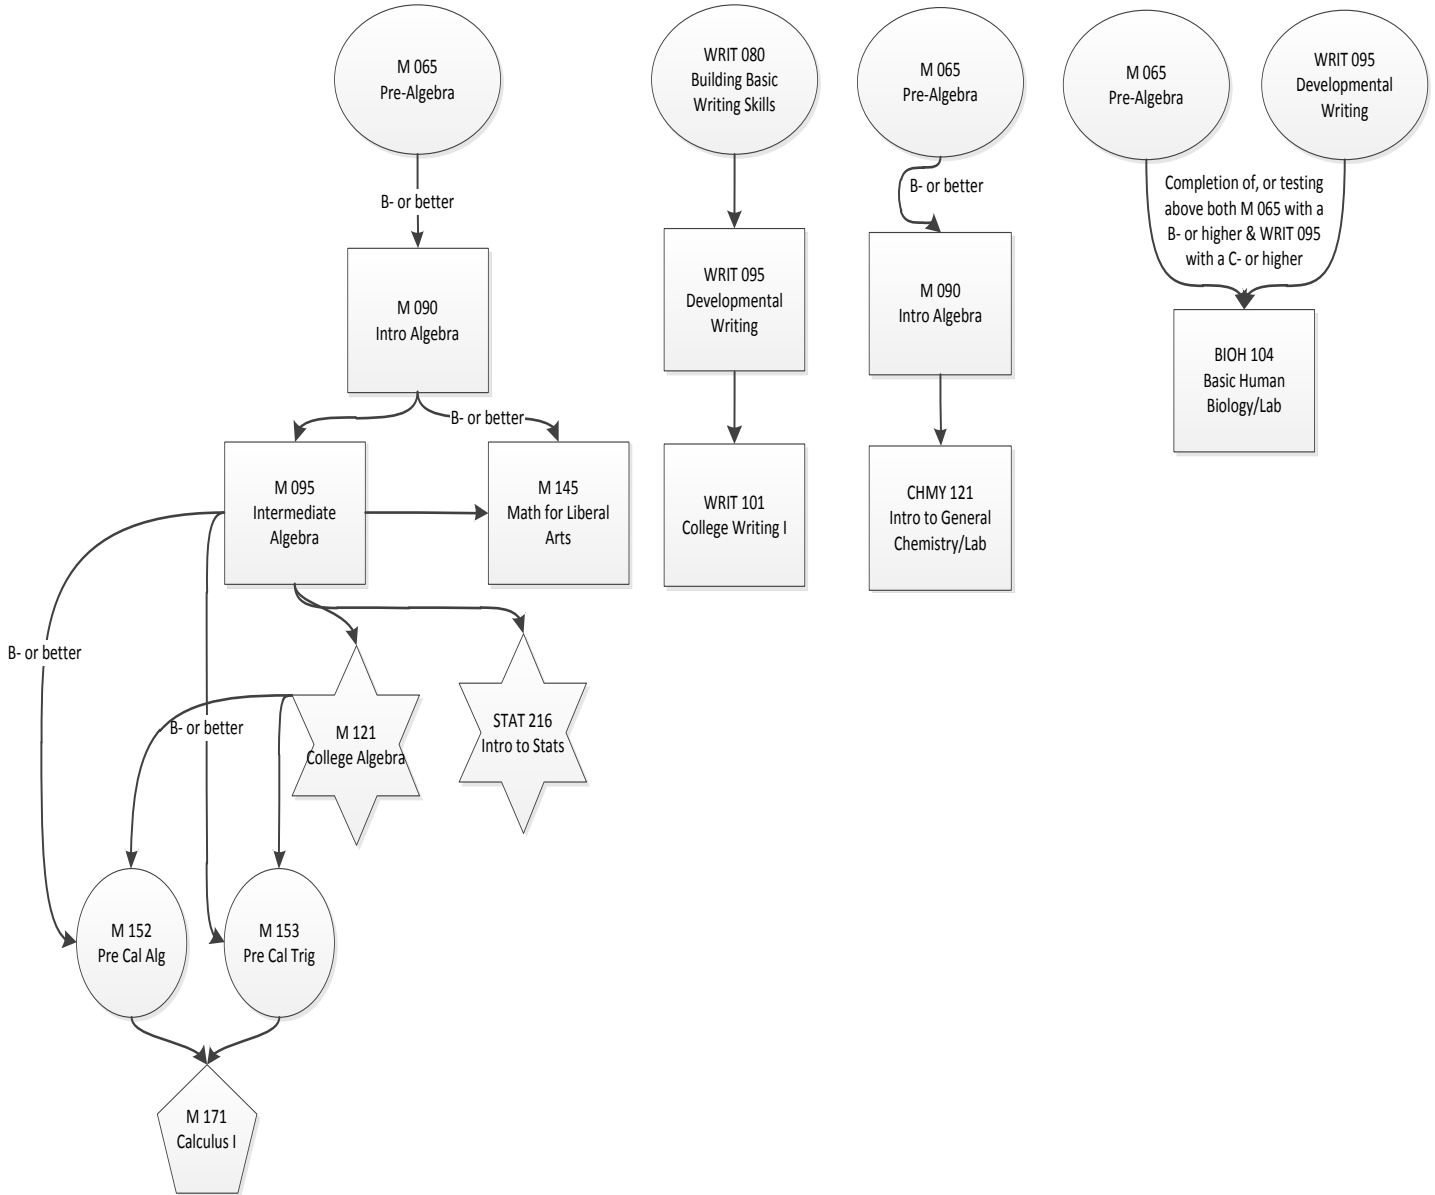 M 065
Pre-Algebra
B- or better
M 090
Intro Algebra
B- or better
M 095
Intermediate
Algebra
M 145
Math for Liberal
Arts
B- or better
B- or better
M 121
College Algebra
STAT 216
Intro to Stats
M 152
Pre Cal Alg
M 153
Pre Cal Trig
M 171
Calculus I
WRIT 080
Building Basic
Writing Skills
WRIT 095
Developmental
Writing
WRIT 101
College Writing I
M 065
Pre-Algebra
B- or better
M 090
Intro Algebra
CHMY 121
Intro to General
Chemistry/Lab
M 065
Pre-Algebra
WRIT 095
Developmental
Writing
Completion of, or testing
above both M 065 with a
B- or higher & WRIT 095
with a C- or higher
BIOH 104
Basic Human
Biology/Lab